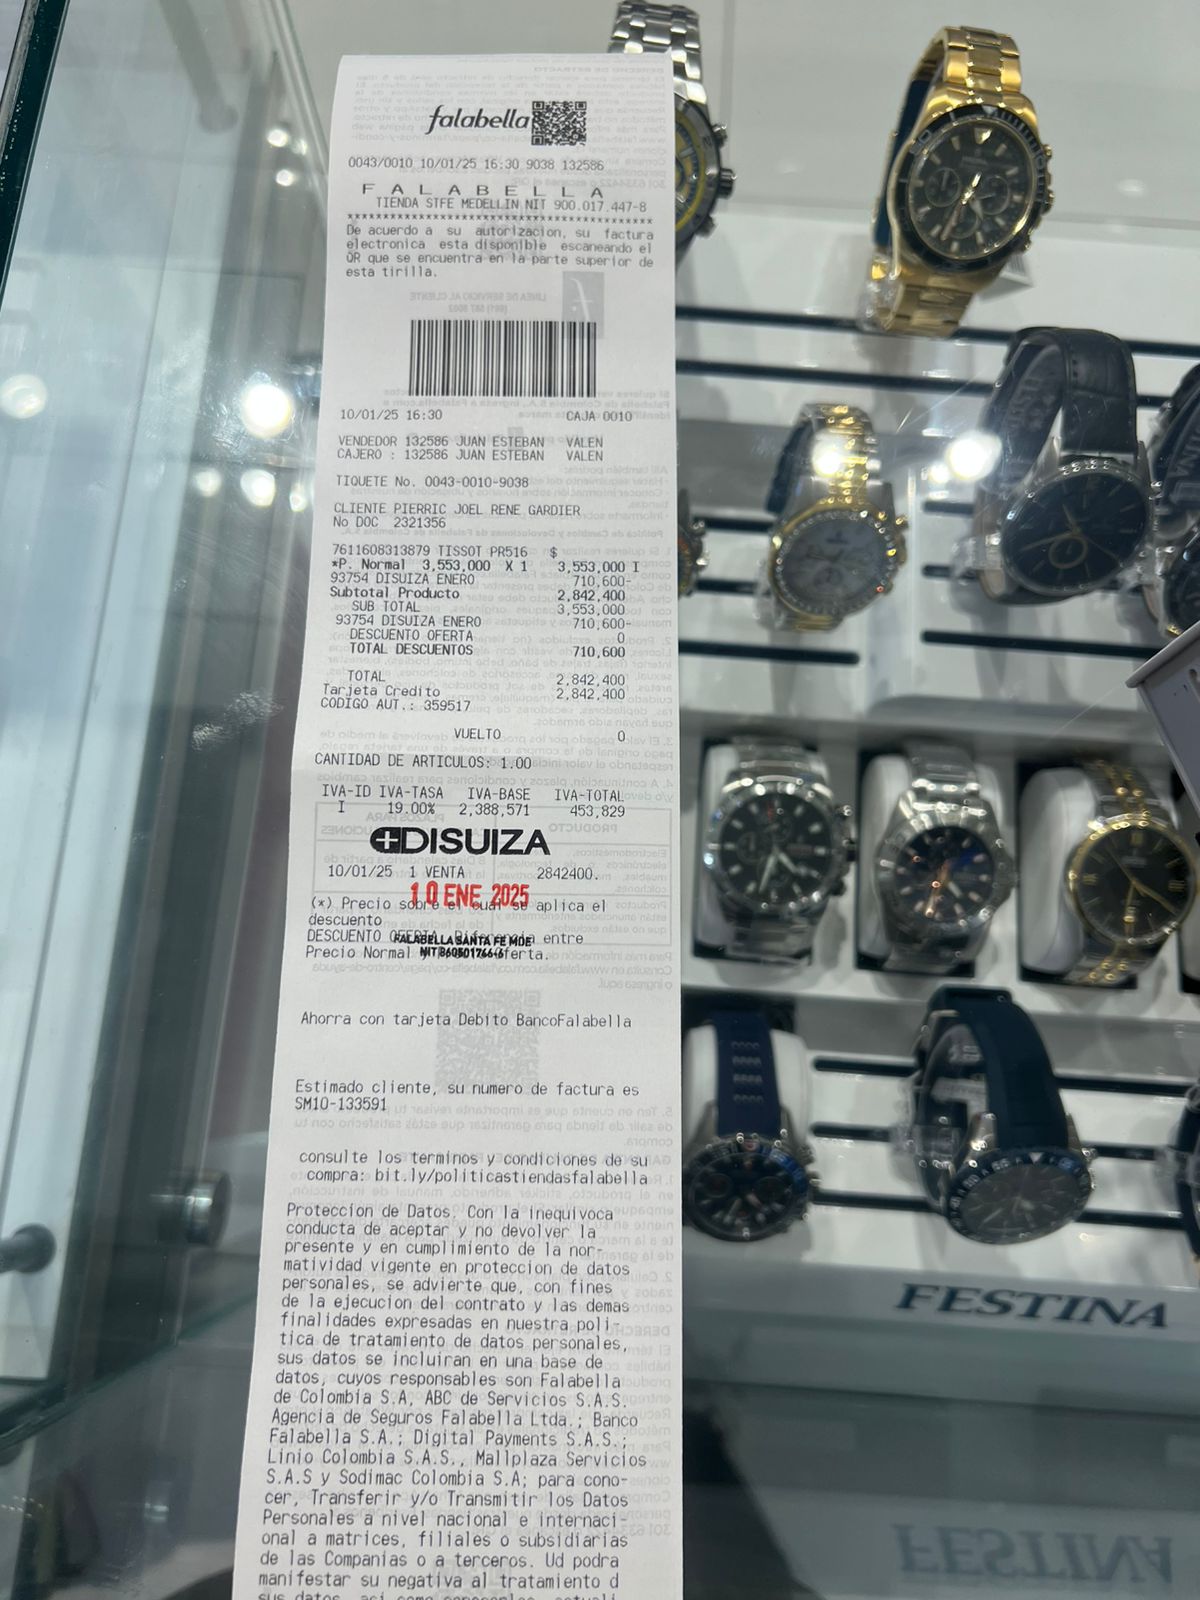 falabella
0043/0010 10/01/25 16:30 9038 132586
F A L A B E L L A
TIENDA STFE MEDELLIN NIT 900.017.447-8
*********************************************
De acuerdo a su autorizacion, su factura
electronica esta disponible escaneando el
QR que se encuentra en la parte superior de
esta tirilla.
10/01/25 16:30 CAJA 0010
VENDEDOR 132586 JUAN ESTEBAN VALEN
CAJERO : 132586 JUAN ESTEBAN VALEN
TIQUETE No. 0043-0010-9038
CLIENTE PIERRIC JOEL RENE GARDIER
No DOC 2321356
7611608313879 TISSOT PR516 $
*P. Normal 3,553,000 X 1 3,553,000 I
93754 DISUIZA ENERO 710,600-
Subtotal Producto 2,842,400
SUB TOTAL 3,553,000
93754 DISUIZA ENERO 710,600-
DESCUENTO OFERTA 0
TOTAL DESCUENTOS 710,600
TOTAL 2,842,400
Tarjeta Credito 2,842,400
CODIGO AUT.: 359517
VUELTO 0
CANTIDAD DE ARTICULOS: 1.00
IVA-ID IVA-TASA IVA-BASE IVA-TOTAL
I 19.00% 2,388,571 453,829
DISUIZA
10/01/25 1 VENTA 2842400.
10 ENE 2025
(*) Precio sobre el cual se aplica el
descuento
DESCUENTO OFERTA, Diferencia entre
FALABELLA SANTA FE MDE
Precio Normal y Oferta.
NIT 860501766-6
Ahorra con tarjeta Debito BancoFalabella
Estimado cliente, su numero de factura es
SM10-133591
consulte los terminos y condiciones de su
compra: bit.ly/politicastiendasfalabella
Proteccion de Datos. Con la inequivoca
conducta de aceptar y no devolver la
presente y en cumplimiento de la nor-
matividad vigente en proteccion de datos
personales, se advierte que, con fines
de la ejecucion del contrato y las demas
finalidades expresadas en nuestra poli-
tica de tratamiento de datos personales,
sus datos se incluiran en una base de
datos, cuyos responsables son Falabella
de Colombia S.A, ABC de Servicios S.A.S.
Agencia de Seguros Falabella Ltda.; Banco
Falabella S.A.; Digital Payments S.A.S.;
Linio Colombia S.A.S., Mallplaza Servicios
S.A.S y Sodimac Colombia S.A; para cono-
cer, Transferir y/o Transmitir los Datos
Personales a nivel nacional e internaci-
onal a matrices, filiales o subsidiarias
de las Companias o a terceros. Ud podra
manifestar su negativa al tratamiento d
sus datos, asi como
FESTINA